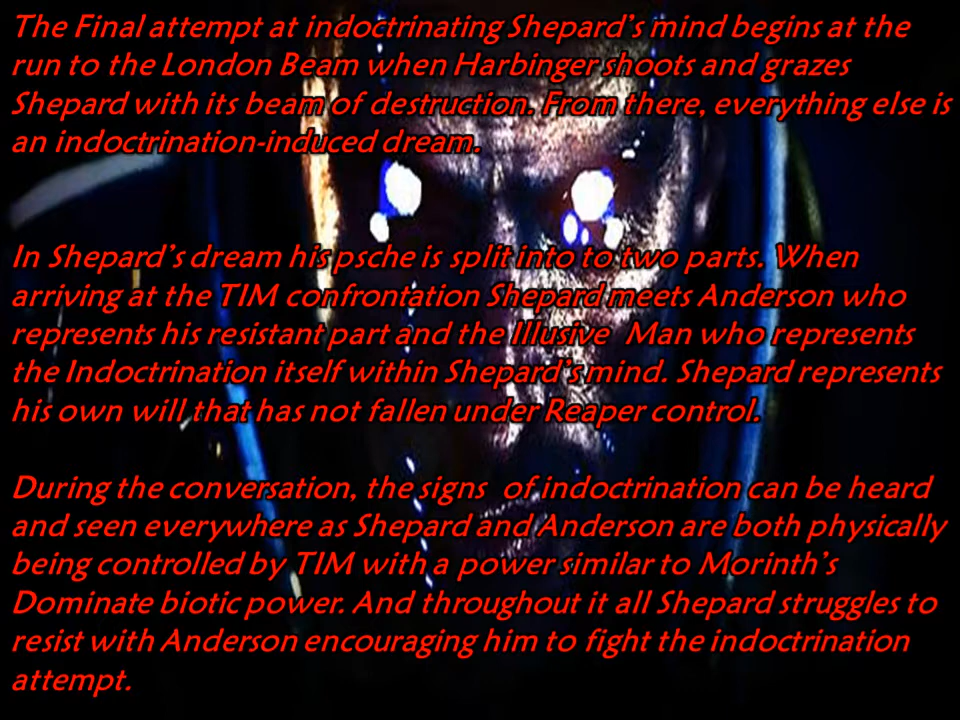 The Final attempt at indoctrinating Shepard's mind begins at the
run to the London Beam when Harbinger shoots and grazes
Shepard with its beam of destruction. From there, everything else is
an indoctrination-induced dream.
In Shepard's dream his psche is split into to two parts. When
arriving at the TIM confrontation Shepard meets Anderson who
represents his resistant part and the Illusive Man who represents
the Indoctrination itself within Shepard's mind. Shepard represents
his own will that has not fallen under Reaper control.
During the conversation, the signs of indoctrination can be heard
and seen everywhere as Shepard and Anderson are both physically
being controlled by TIM with a power similar to Morinth's
Dominate biotic power. And throughout it all Shepard struggles to
resist with Anderson encouraging him to fight the indoctrination
attempt.